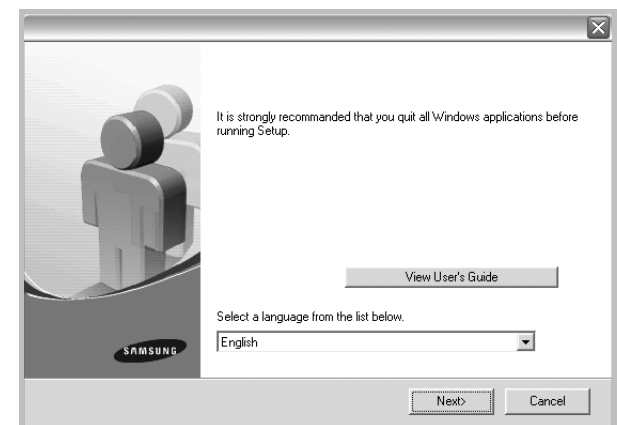 It is strongly recommanded that you quit all Windows applications before
running Setup.
View User's Guide
Select a language from the list below.
English
SAMSUNG
Next>
Cancel